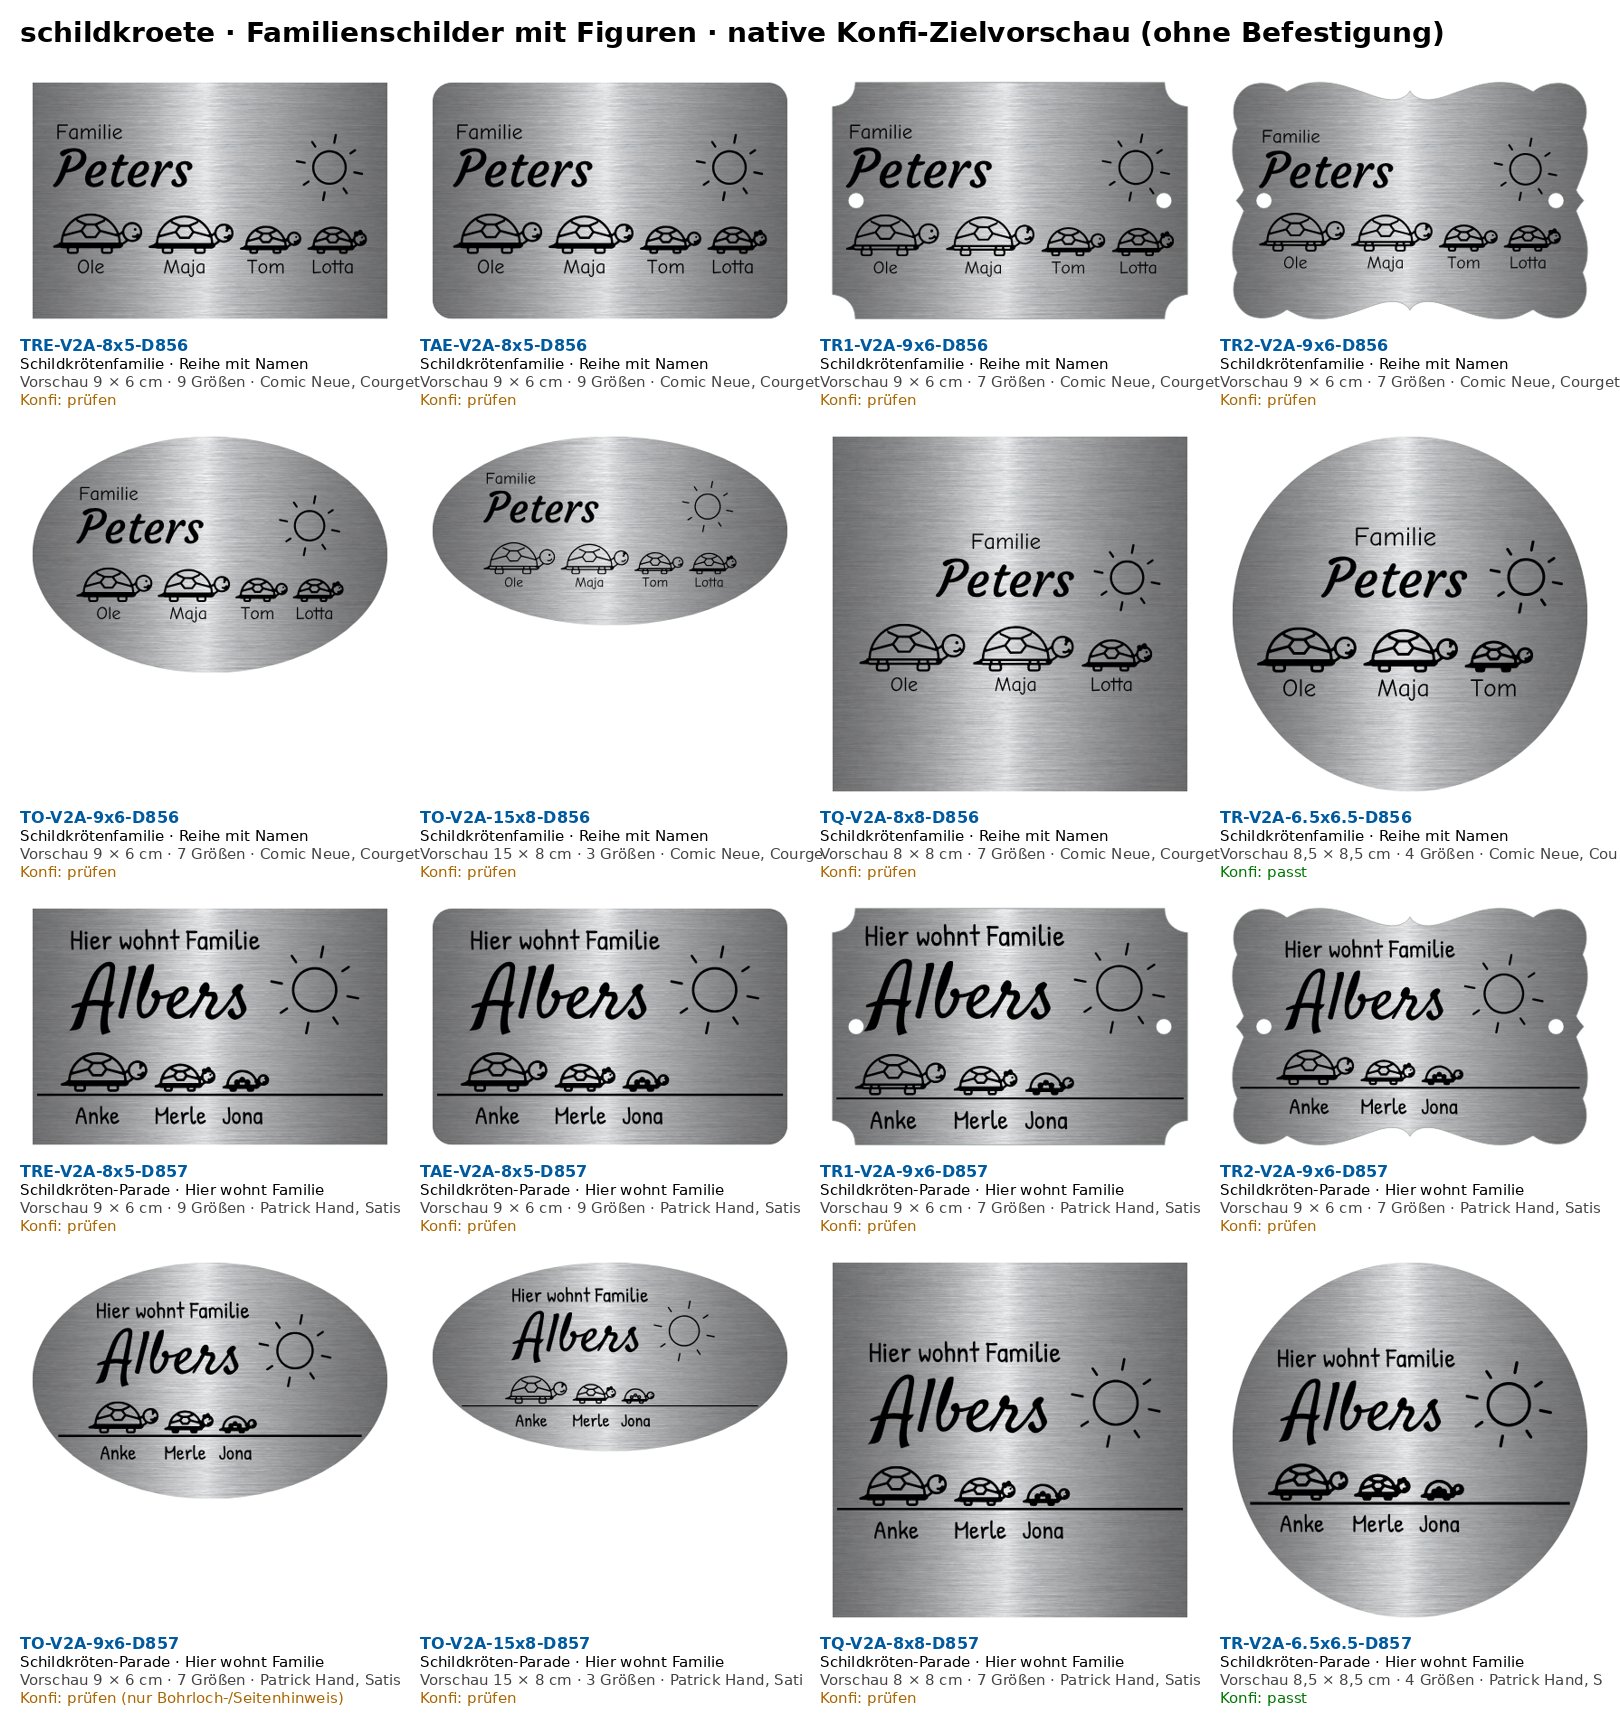 schildkroete · Familienschilder mit Figuren · native Konfi-Zielvorschau (ohne Befestigung)
Familie
Peters
Ole Maja Tom Lotta
TRE-V2A-8x5-D856
Schildkrötenfamilie · Reihe mit Namen
Vorschau 9 × 6 cm · 9 Größen · Comic Neue, Courget
Konfi: prüfen
Familie
Peters
Ole Maja Tom Lotta
TAE-V2A-8x5-D856
Schildkrötenfamilie · Reihe mit Namen
Vorschau 9 × 6 cm · 9 Größen · Comic Neue, Courget
Konfi: prüfen
Familie
Peters
Ole Maja Tom Lotta
TR1-V2A-9x6-D856
Schildkrötenfamilie · Reihe mit Namen
Vorschau 9 × 6 cm · 7 Größen · Comic Neue, Courget
Konfi: prüfen
Familie
Peters
Ole Maja Tom Lotta
TR2-V2A-9x6-D856
Schildkrötenfamilie · Reihe mit Namen
Vorschau 9 × 6 cm · 7 Größen · Comic Neue, Courget
Konfi: prüfen
Familie
Peters
Ole Maja Tom Lotta
TO-V2A-9x6-D856
Schildkrötenfamilie · Reihe mit Namen
Vorschau 9 × 6 cm · 7 Größen · Comic Neue, Courget
Konfi: prüfen
Familie
Peters
Ole Maja Tom Lotta
TO-V2A-15x8-D856
Schildkrötenfamilie · Reihe mit Namen
Vorschau 15 × 8 cm · 3 Größen · Comic Neue, Courge
Konfi: prüfen
Familie
Peters
Ole Maja Lotta
TQ-V2A-8x8-D856
Schildkrötenfamilie · Reihe mit Namen
Vorschau 8 × 8 cm · 7 Größen · Comic Neue, Courget
Konfi: prüfen
Familie
Peters
Ole Maja Tom
TR-V2A-6.5x6.5-D856
Schildkrötenfamilie · Reihe mit Namen
Vorschau 8,5 × 8,5 cm · 4 Größen · Comic Neue, Cou
Konfi: passt
Hier wohnt Familie
Albers
Anke Merle Jona
TRE-V2A-8x5-D857
Schildkröten-Parade · Hier wohnt Familie
Vorschau 9 × 6 cm · 9 Größen · Patrick Hand, Satis
Konfi: prüfen
Hier wohnt Familie
Albers
Anke Merle Jona
TAE-V2A-8x5-D857
Schildkröten-Parade · Hier wohnt Familie
Vorschau 9 × 6 cm · 9 Größen · Patrick Hand, Satis
Konfi: prüfen
Hier wohnt Familie
Albers
Anke Merle Jona
TR1-V2A-9x6-D857
Schildkröten-Parade · Hier wohnt Familie
Vorschau 9 × 6 cm · 7 Größen · Patrick Hand, Satis
Konfi: prüfen
Hier wohnt Familie
Albers
Anke Merle Jona
TR2-V2A-9x6-D857
Schildkröten-Parade · Hier wohnt Familie
Vorschau 9 × 6 cm · 7 Größen · Patrick Hand, Satis
Konfi: prüfen
Hier wohnt Familie
Albers
Anke Merle Jona
TO-V2A-9x6-D857
Schildkröten-Parade · Hier wohnt Familie
Vorschau 9 × 6 cm · 7 Größen · Patrick Hand, Satis
Konfi: prüfen (nur Bohrloch-/Seitenhinweis)
Hier wohnt Familie
Albers
Anke Merle Jona
TO-V2A-15x8-D857
Schildkröten-Parade · Hier wohnt Familie
Vorschau 15 × 8 cm · 3 Größen · Patrick Hand, Sati
Konfi: prüfen
Hier wohnt Familie
Albers
Anke Merle Jona
TQ-V2A-8x8-D857
Schildkröten-Parade · Hier wohnt Familie
Vorschau 8 × 8 cm · 7 Größen · Patrick Hand, Satis
Konfi: prüfen
Hier wohnt Familie
Albers
Anke Merle Jona
TR-V2A-6.5x6.5-D857
Schildkröten-Parade · Hier wohnt Familie
Vorschau 8,5 × 8,5 cm · 4 Größen · Patrick Hand, S
Konfi: passt